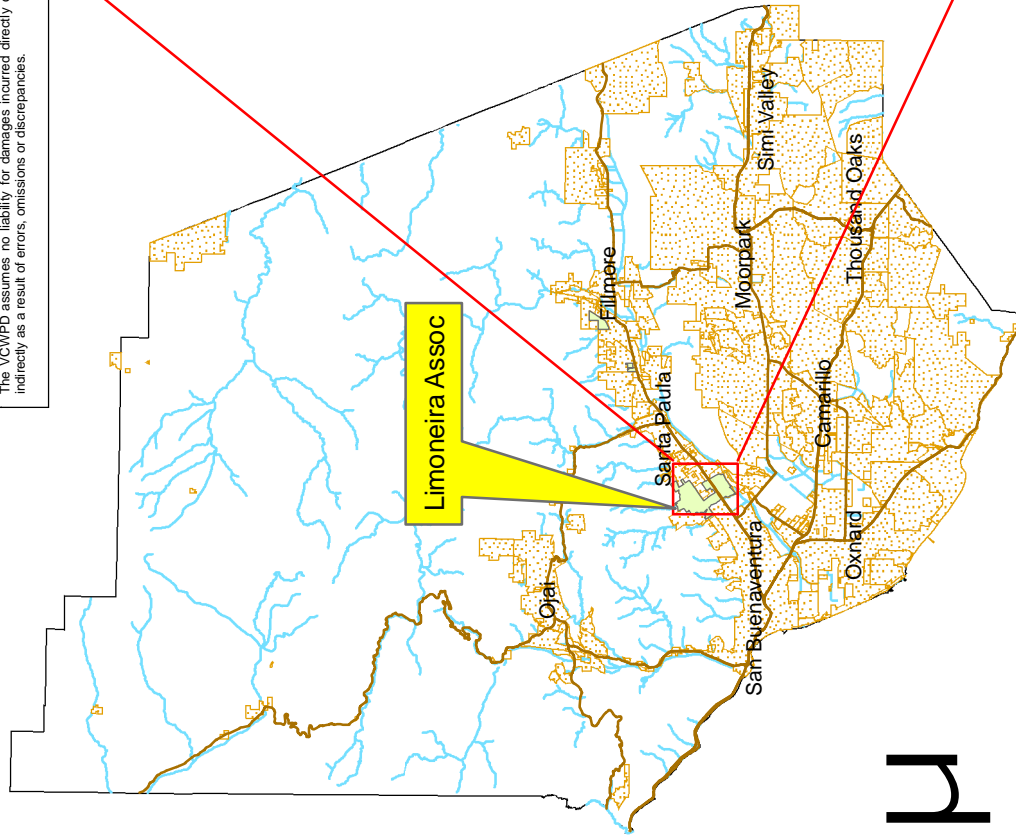 The VCWPD assumes no liability for damages incurred directly
indirectly as a result of errors, omissions or discrepancies.
Limoneira Assoc
Fillmore
Santa Paula
Simi Valley
Moorpark
Thousand Oaks
Camarillo
Ojai
San Buenaventura
Oxnard